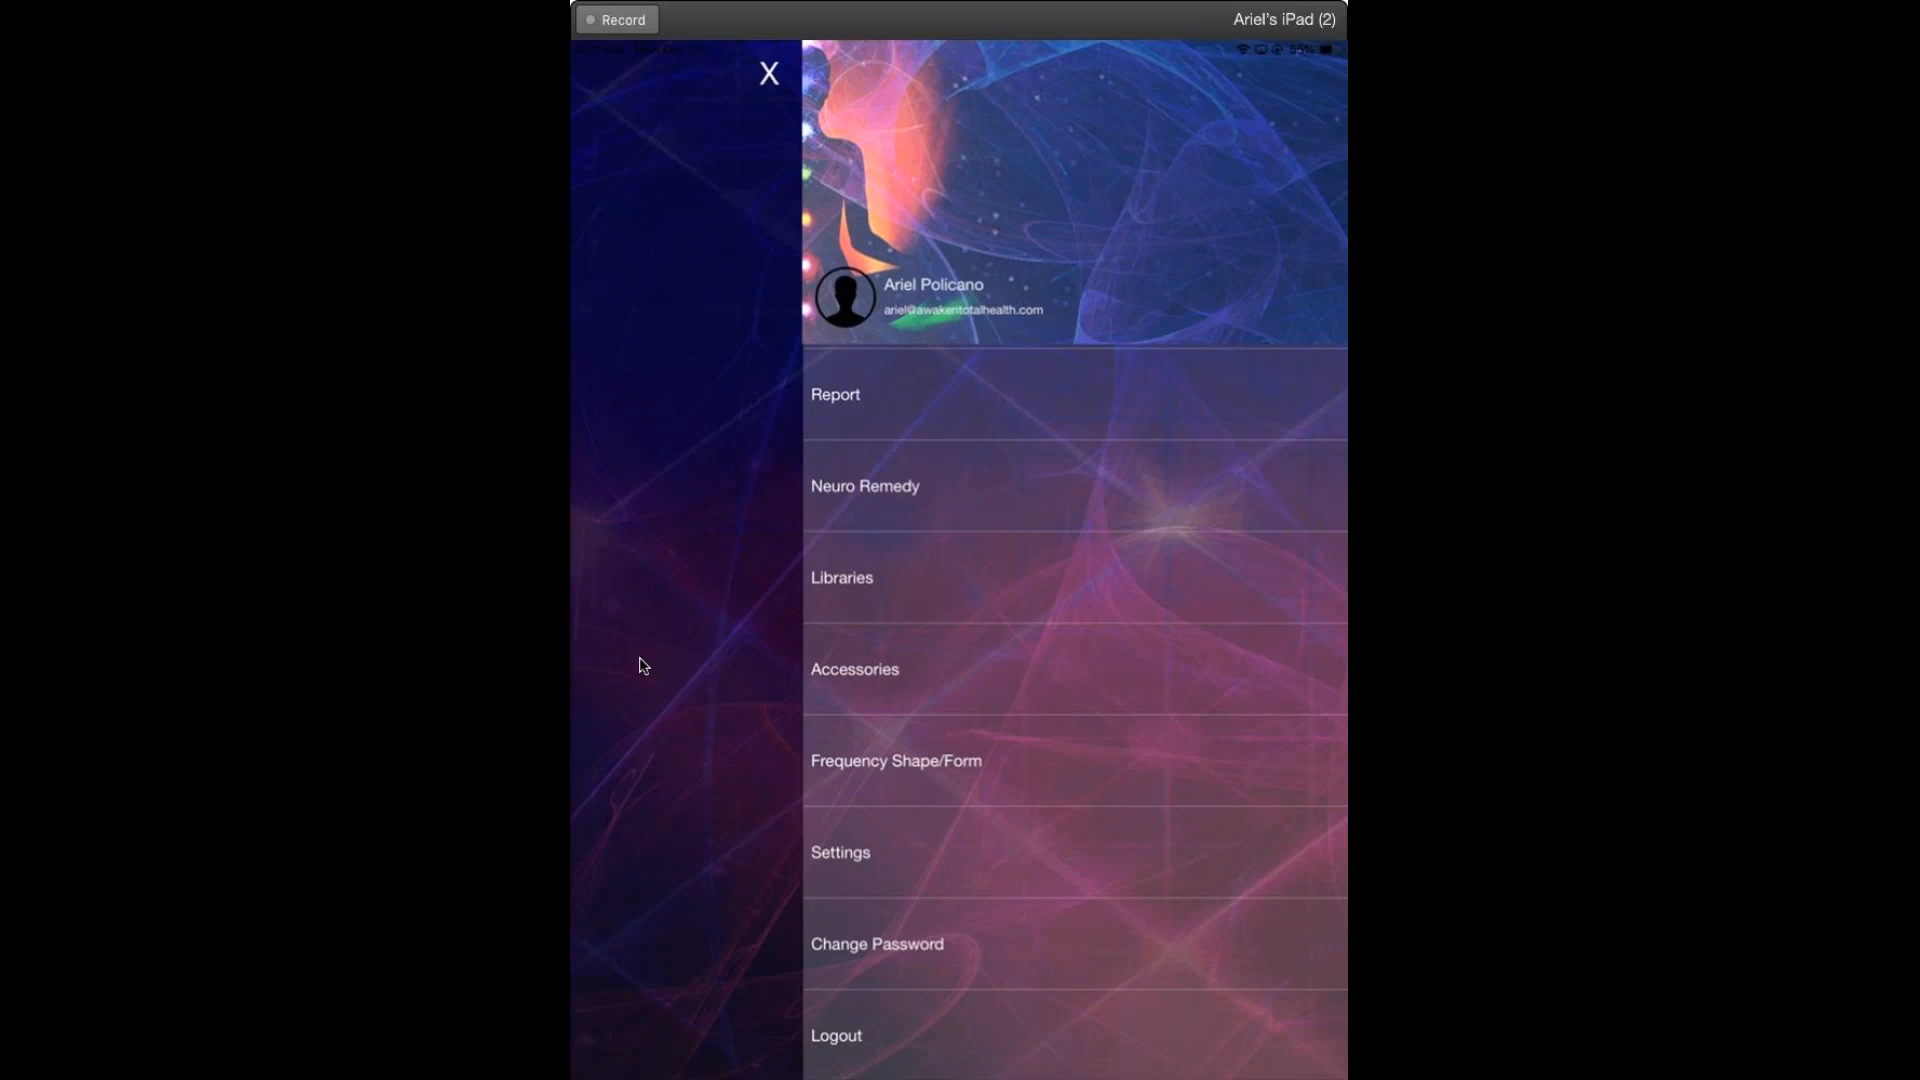 Record
Ariel's iPad (2)
55%
X
Ariel Policano
ariel@awakentotalhealth.com
Report
Neuro Remedy
Libraries
Accessories
Frequency Shape/Form
Settings
Change Password
Logout